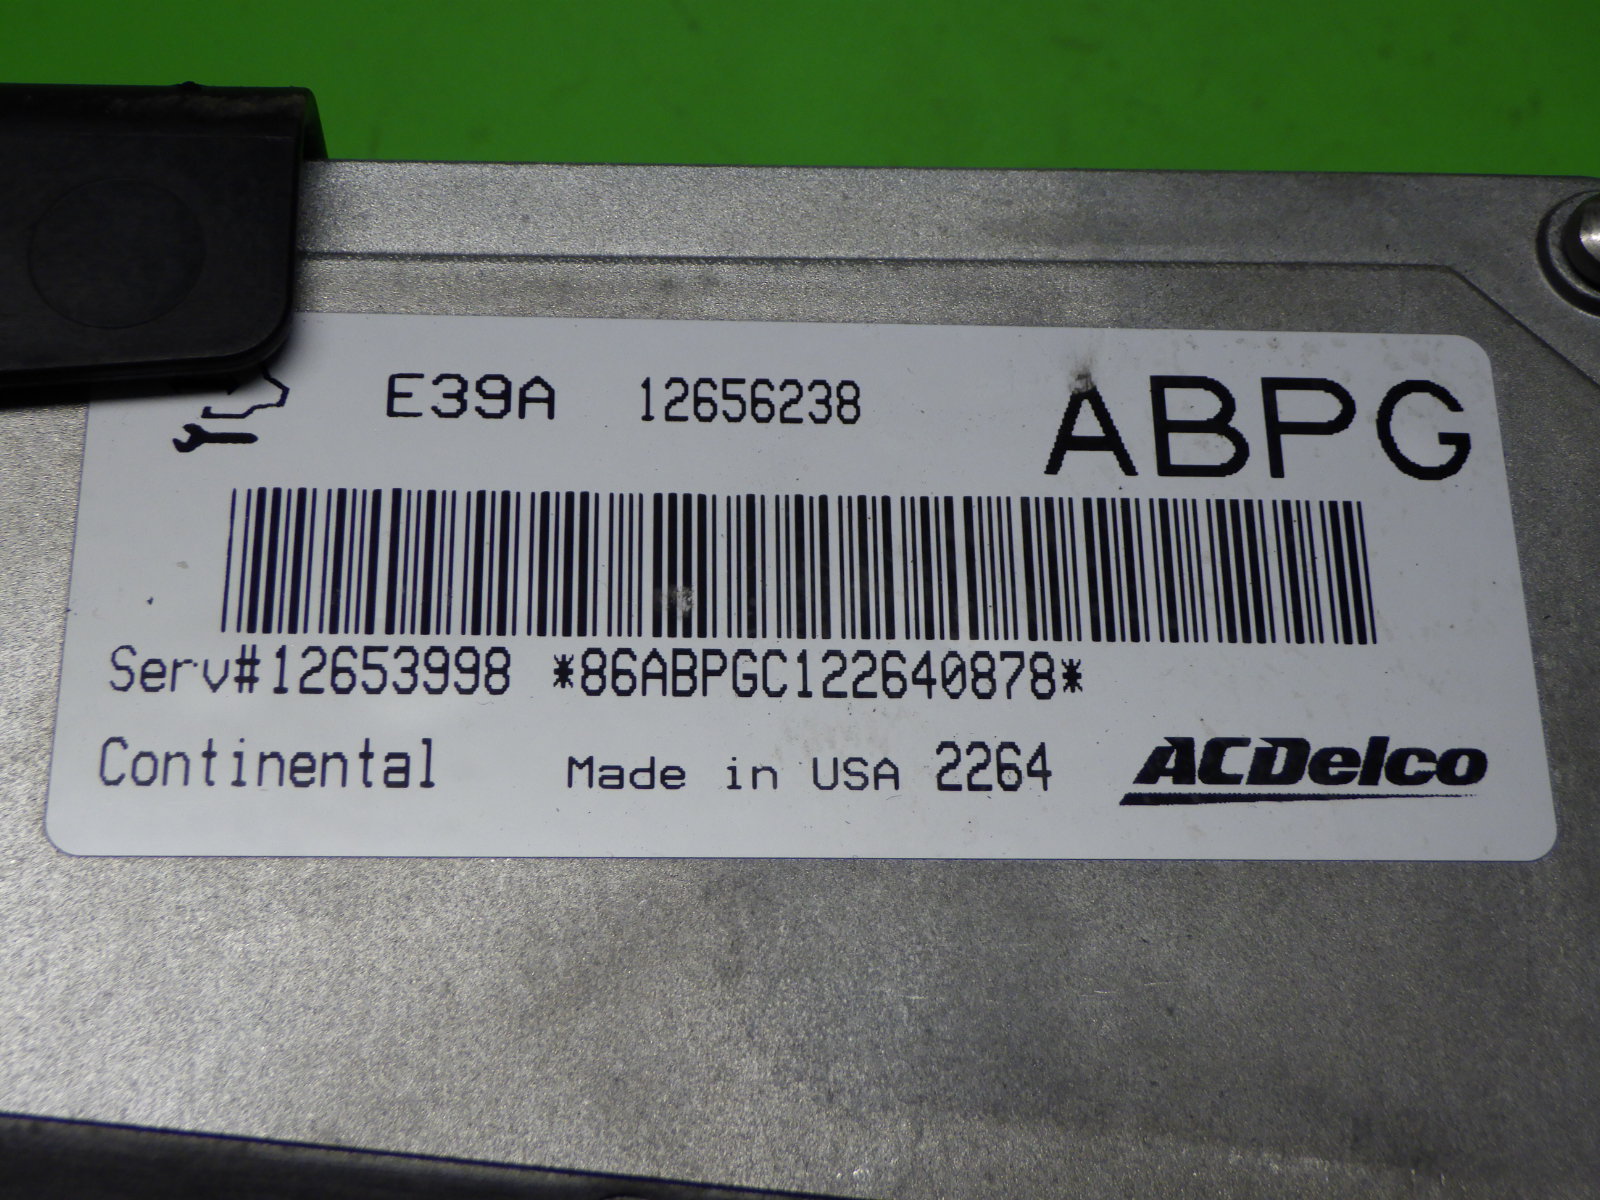 E39A 12656238 ABPG
Serv#12653998 *86ABPGC122640878*
Continental Made in USA 2264 ACDelco